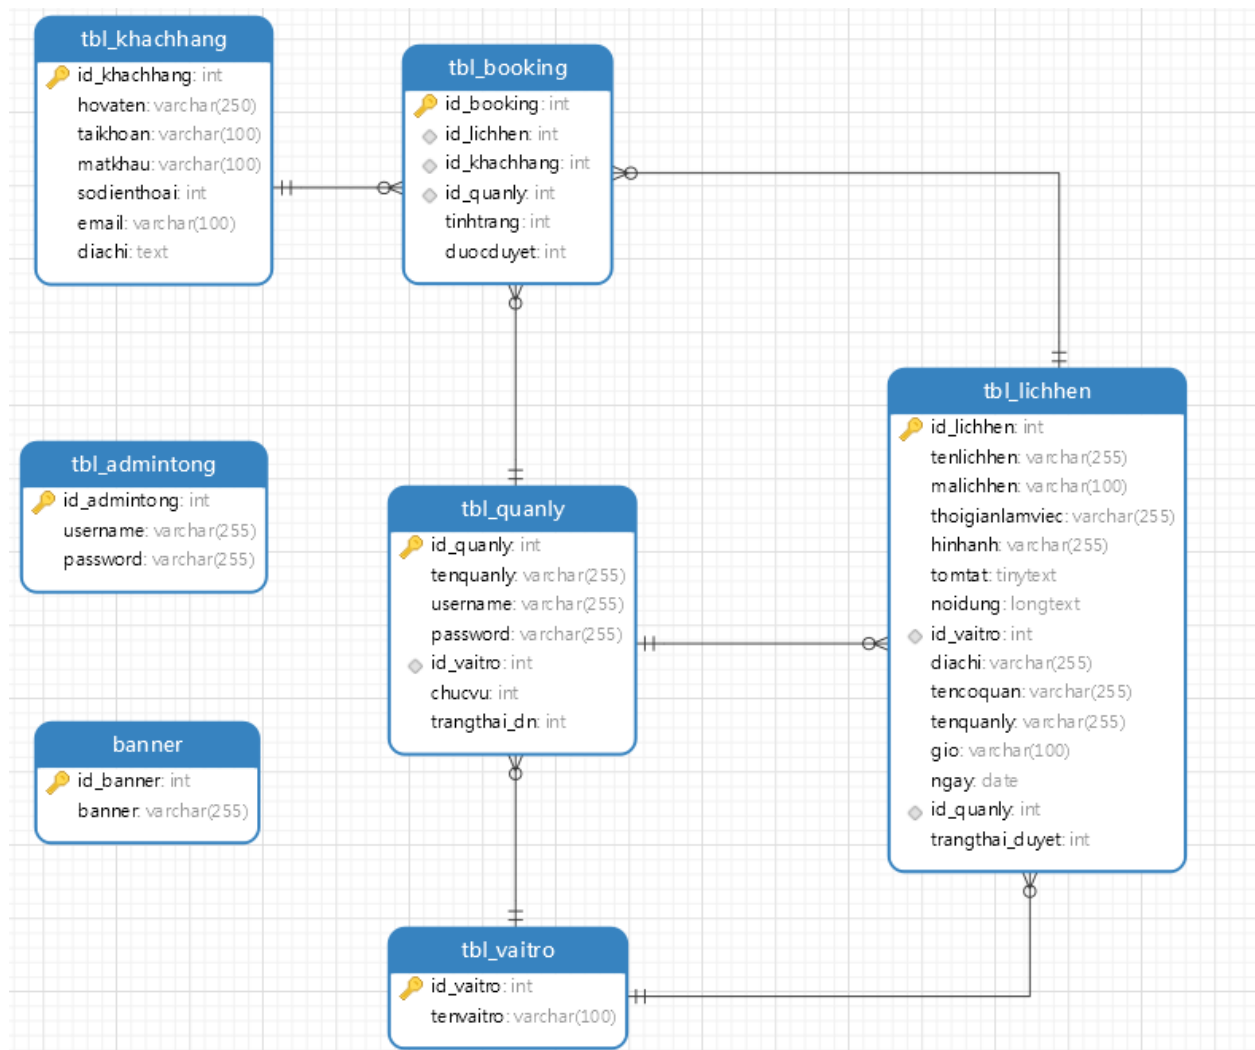 tbl_khachhang
id_khachhang: int
hovaten: varchar(250)
taikhoan: varchar(100)
matkhau: varchar(100)
sodienthoai: int
email: varchar(100)
diachi: text
tbl_booking
id_booking: int
id_lichhen: int
id_khachhang: int
id_quanly: int
tinhtrang: int
duocduyet: int
tbl_lichhen
id_lichhen: int
tenlichhen: varchar(255)
malichhen: varchar(100)
thoigianlamviec: varchar(255)
hinhanh: varchar(255)
tomtat: tinytext
noidung: longtext
id_vaitro: int
diachi: varchar(255)
tencoquan: varchar(255)
tenquanly: varchar(255)
gio: varchar(100)
ngay: date
id_quanly: int
trangthai_duyet: int
tbl_admintong
id_admintong: int
username: varchar(255)
password: varchar(255)
tbl_quanly
id_quanly: int
tenquanly: varchar(255)
username: varchar(255)
password: varchar(255)
id_vaitro: int
chucvu: int
trangthai_dn: int
banner
id_banner: int
banner: varchar(255)
tbl_vaitro
id_vaitro: int
tenvaitro: varchar(100)